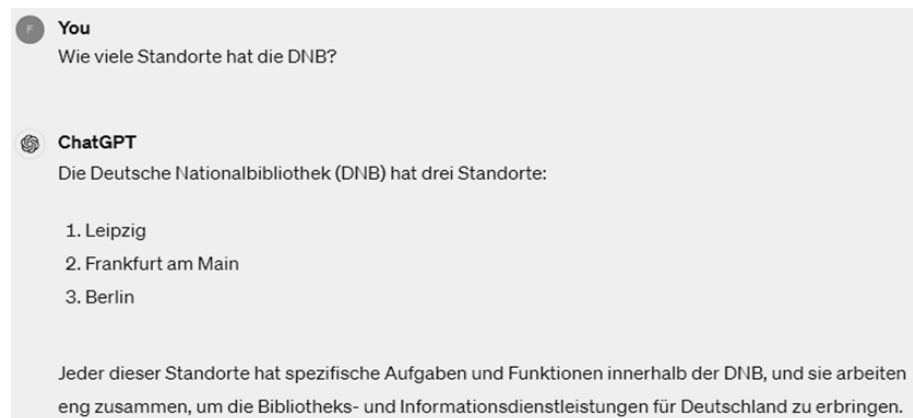 F You
Wie viele Standorte hat die DNB?
ChatGPT
Die Deutsche Nationalbibliothek (DNB) hat drei Standorte:
1. Leipzig
2. Frankfurt am Main
3. Berlin
Jeder dieser Standorte hat spezifische Aufgaben und Funktionen innerhalb der DNB, und sie arbeiten
eng zusammen, um die Bibliotheks- und Informationsdienstleistungen für Deutschland zu erbringen.